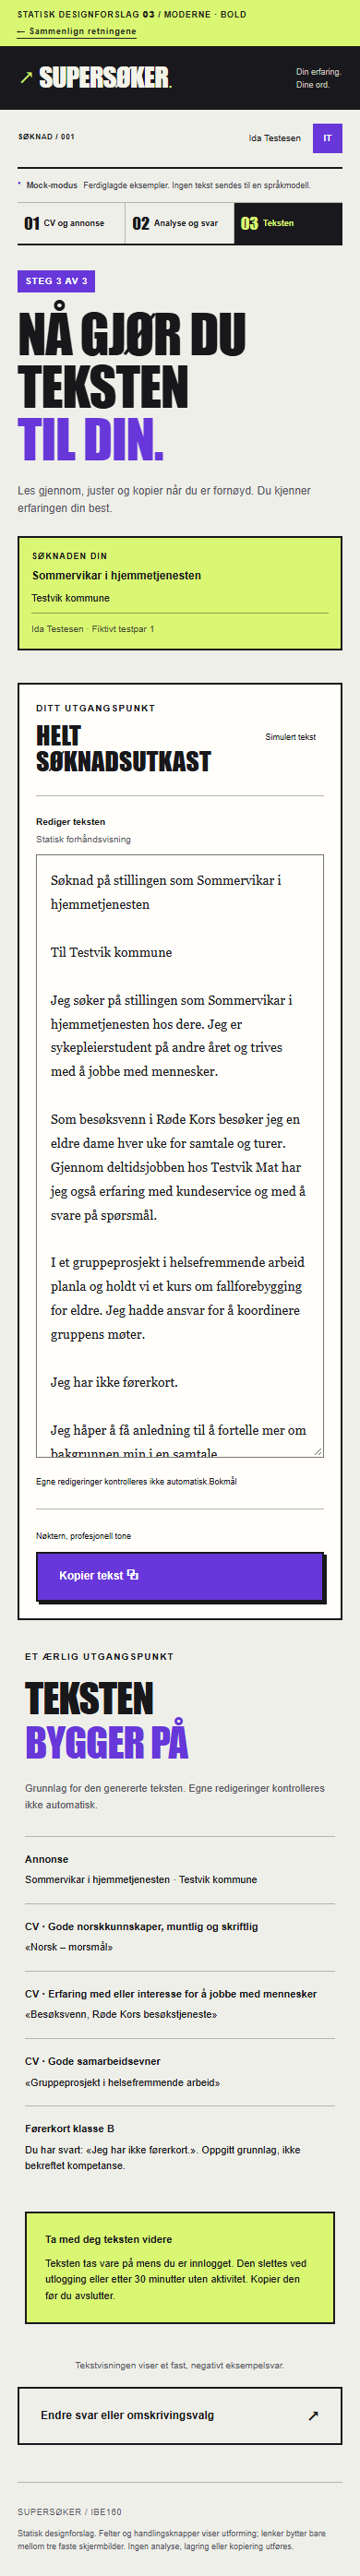 STATISK DESIGNFORSLAG 03 / MODERNE · BOLD
← Sammenlign retningene
↗ SUPERSØKER.
Din erfaring.
Dine ord.
SØKNAD / 001
Ida Testesen
IT
* Mock-modus Ferdiglagde eksempler. Ingen tekst sendes til en språkmodell.
01 CV og annonse
02 Analyse og svar
03 Teksten
STEG 3 AV 3
NÅ GJØR DU
TEKSTEN
TIL DIN.
Les gjennom, juster og kopier når du er fornøyd. Du kjenner
erfaringen din best.
SØKNADEN DIN
Sommervikar i hjemmetjenesten
Testvik kommune
Ida Testesen · Fiktivt testpar 1
DITT UTGANGSPUNKT
HELT
SØKNADSUTKAST
Simulert tekst
Rediger teksten
Statisk forhåndsvisning
Søknad på stillingen som Sommervikar i
hjemmetjenesten
Til Testvik kommune
Jeg søker på stillingen som Sommervikar i
hjemmetjenesten hos dere. Jeg er
sykepleierstudent på andre året og trives
med å jobbe med mennesker.
Som besøksvenn i Røde Kors besøker jeg en
eldre dame hver uke for samtale og turer.
Gjennom deltidsjobben hos Testvik Mat har
jeg også erfaring med kundeservice og med å
svare på spørsmål.
I et gruppeprosjekt i helsefremmende arbeid
planla og holdt vi et kurs om fallforebygging
for eldre. Jeg hadde ansvar for å koordinere
gruppens møter.
Jeg har ikke førerkort.
Jeg håper å få anledning til å fortelle mer om
bakgrunnen min i en samtale
Egne redigeringer kontrolleres ikke automatisk.Bokmål
Nøktern, profesjonell tone
Kopier tekst
ET ÆRLIG UTGANGSPUNKT
TEKSTEN
BYGGER PÅ
Grunnlag for den genererte teksten. Egne redigeringer kontrolleres
ikke automatisk.
Annonse
Sommervikar i hjemmetjenesten · Testvik kommune
CV · Gode norskkunnskaper, muntlig og skriftlig
«Norsk – morsmål»
CV · Erfaring med eller interesse for å jobbe med mennesker
«Besøksvenn, Røde Kors besøkstjeneste»
CV · Gode samarbeidsevner
«Gruppeprosjekt i helsefremmende arbeid»
Førerkort klasse B
Du har svart: «Jeg har ikke førerkort.». Oppgitt grunnlag, ikke
bekreftet kompetanse.
Ta med deg teksten videre
Teksten tas vare på mens du er innlogget. Den slettes ved
utlogging eller etter 30 minutter uten aktivitet. Kopier den
før du avslutter.
Tekstvisningen viser et fast, negativt eksempelsvar.
Endre svar eller omskrivingsvalg ↗
SUPERSØKER / IBE160
Statisk designforslag. Felter og handlingsknapper viser utforming; lenker bytter bare
mellom tre faste skjermbilder. Ingen analyse, lagring eller kopiering utføres.